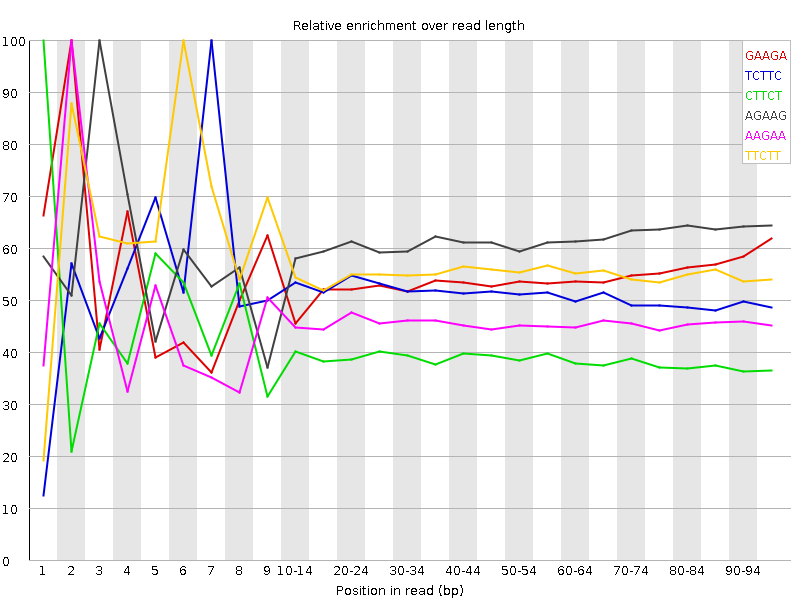 Relative enrichment over read length
100
90
80
70
60
50
40
30
20
10
0
GAAGA
TCTTC
CTTCT
AGAAG
AAGAA
TTCTT
1 2 3 4 5 6 7 8 9 10-14 20-24 30-34 40-44 50-54 60-64 70-74 80-84 90-94
Position in read (bp)